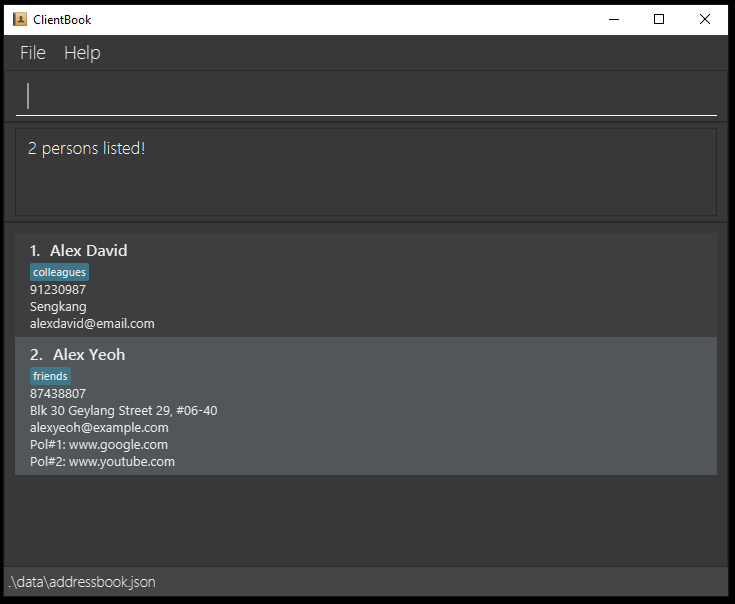 ClientBook
File Help
2 persons listed!
1. Alex David
colleagues
91230987
Sengkang
alexdavid@email.com
2. Alex Yeoh
friends
87438807
Blk 30 Geylang Street 29, #06-40
alexyeoh@example.com
Pol#1: www.google.com
Pol#2: www.youtube.com
.\data\addressbook.json